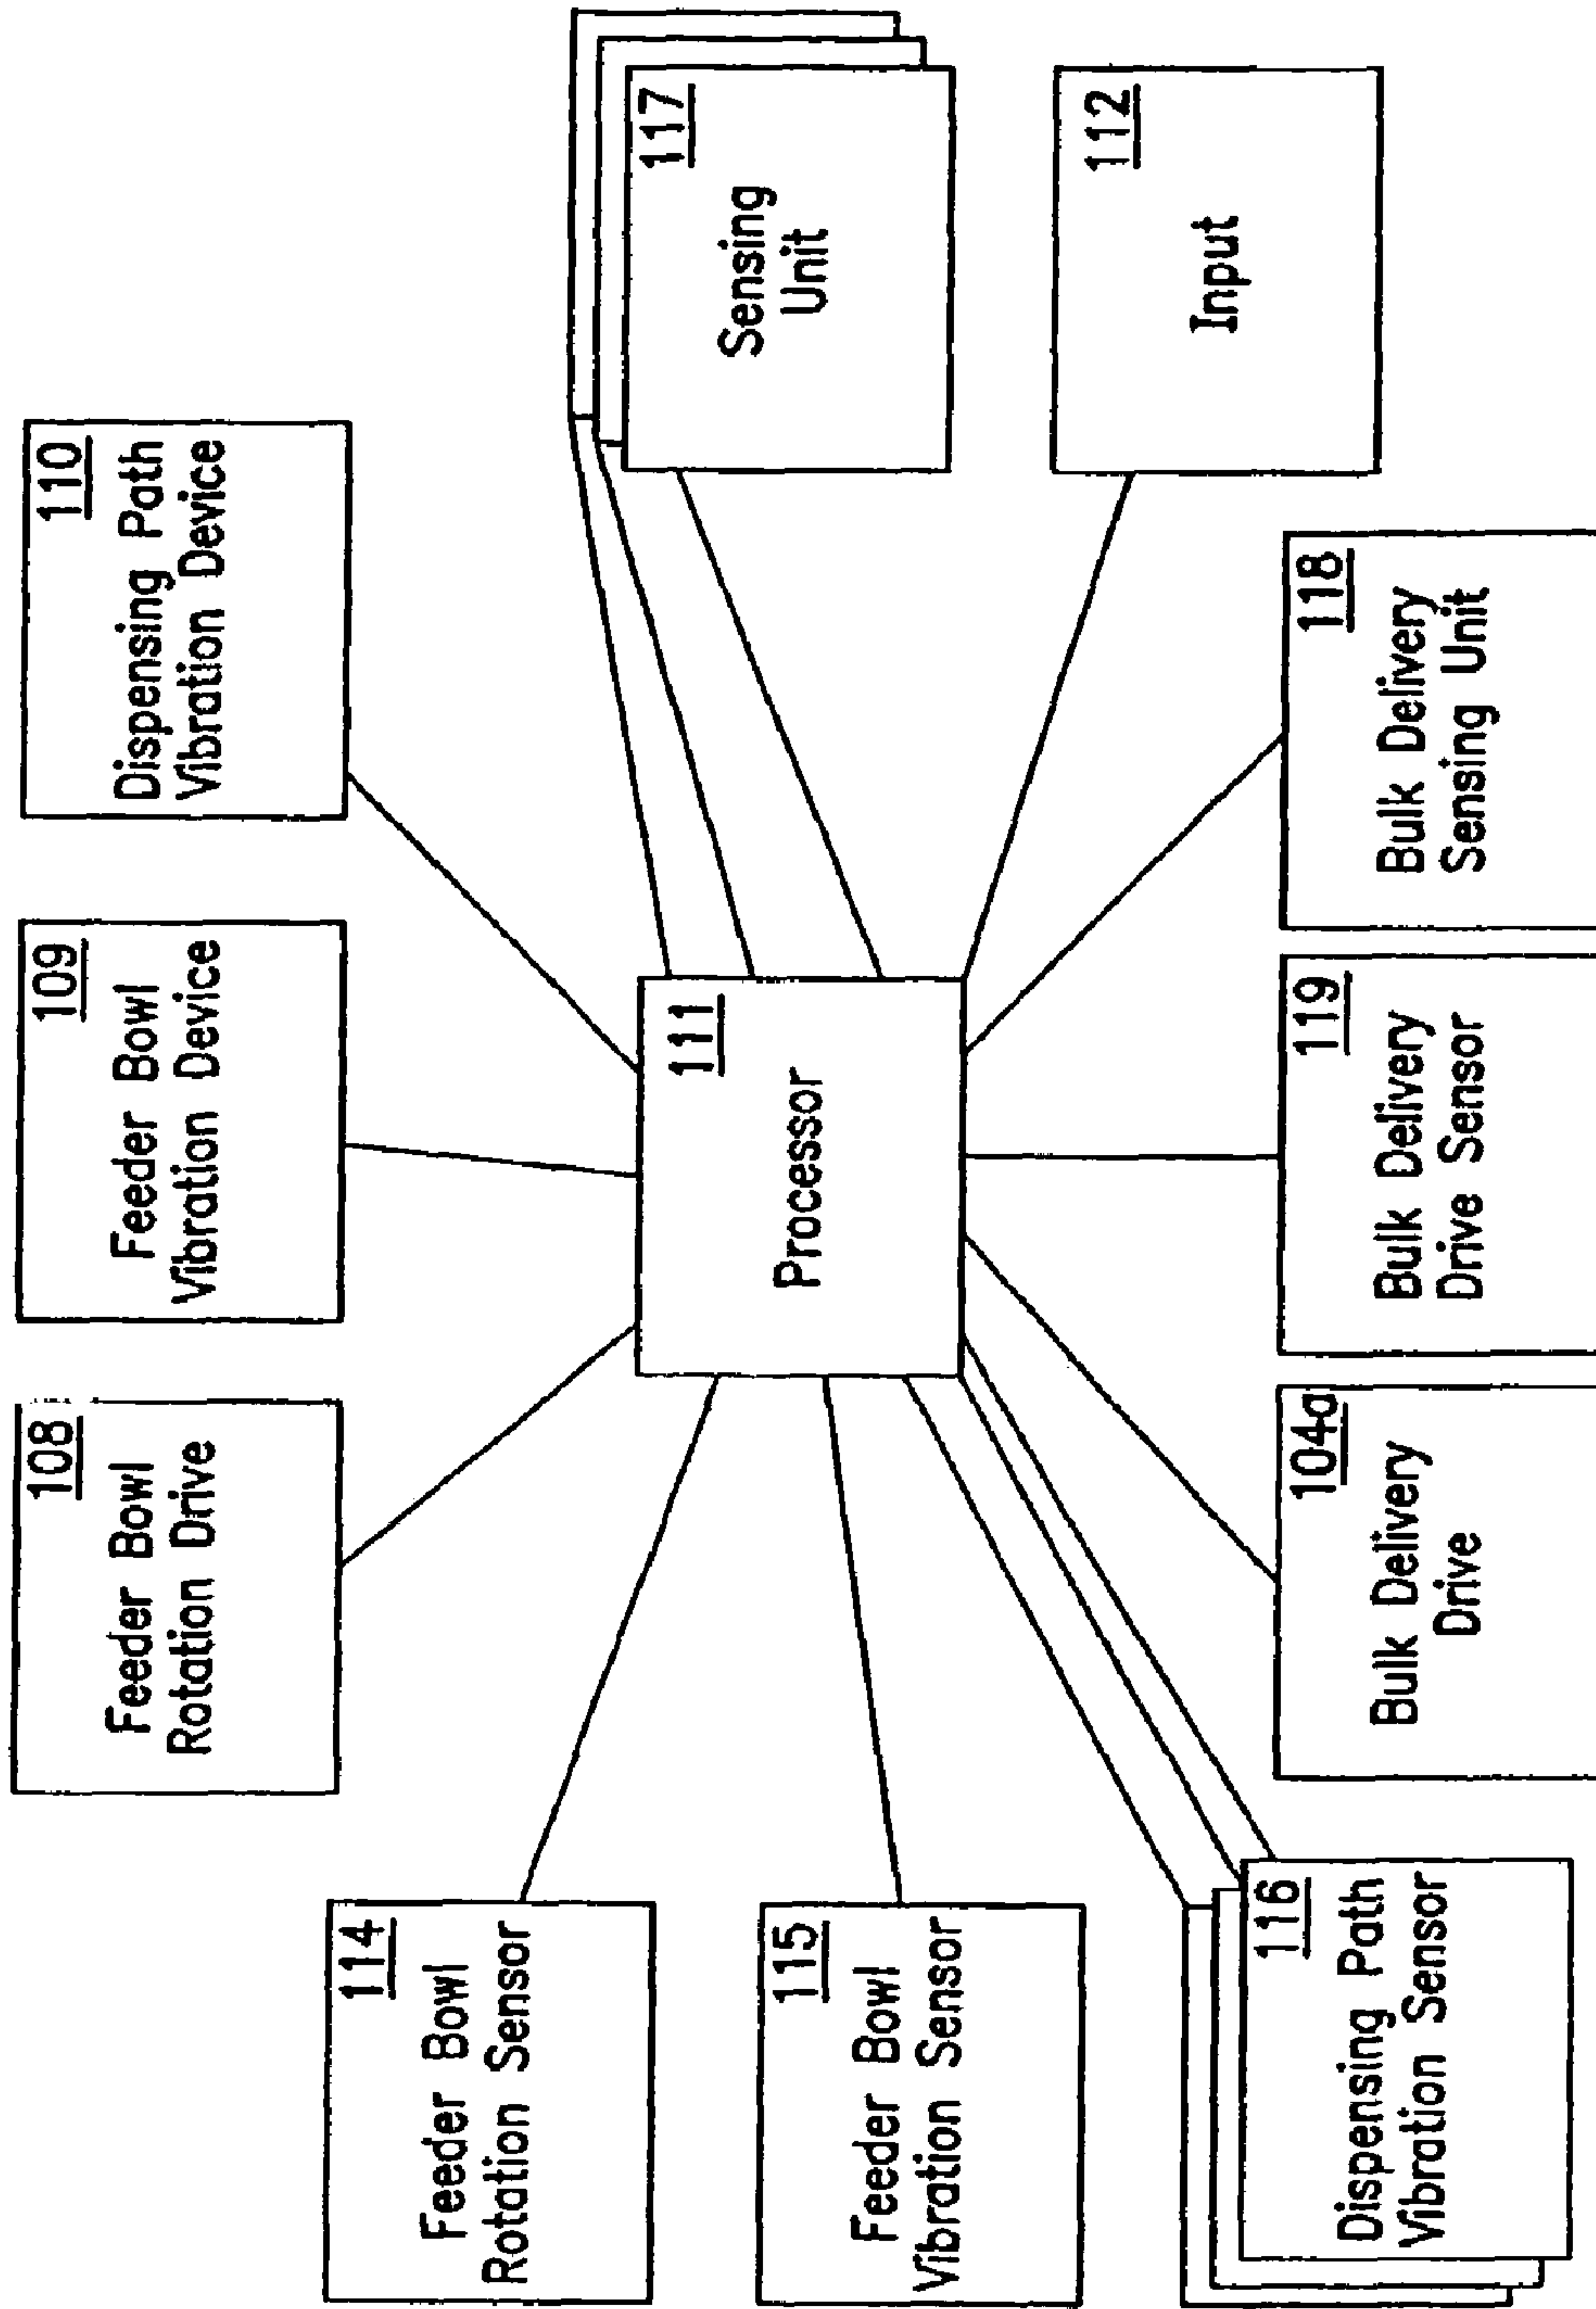 108
Feeder Bowl
Rotation Drive
109
Feeder Bowl
Vibration Device
110
Dispensing Path
Vibration Device
114
Feeder Bowl
Rotation Sensor
115
Feeder Bowl
Vibration Sensor
116
Dispensing Path
Vibration Sensor
111
Processor
117
Sensing
Unit
112
Input
104a
Bulk Delivery
Drive
119
Bulk Delivery
Drive Sensor
118
Bulk Delivery
Sensing Unit